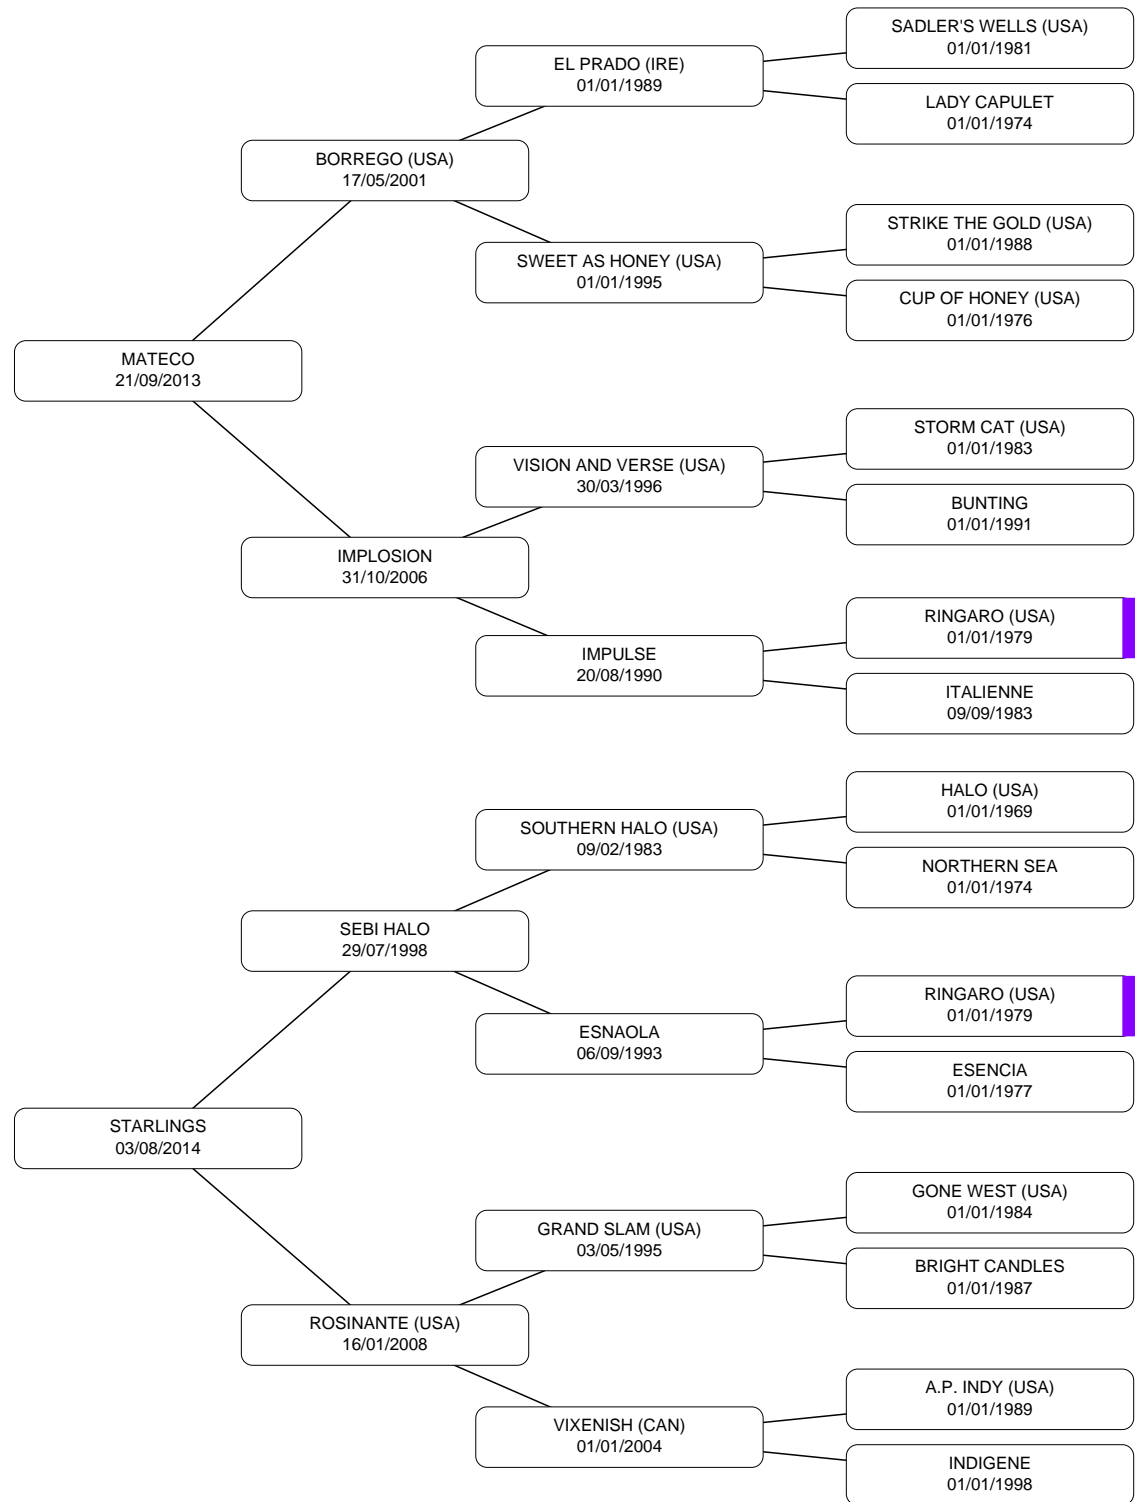 SADLER'S WELLS (USA)
01/01/1981
EL PRADO (IRE)
01/01/1989
LADY CAPULET
01/01/1974
BORREGO (USA)
17/05/2001
STRIKE THE GOLD (USA)
01/01/1988
SWEET AS HONEY (USA)
01/01/1995
CUP OF HONEY (USA)
01/01/1976
MATECO
21/09/2013
STORM CAT (USA)
01/01/1983
VISION AND VERSE (USA)
30/03/1996
BUNTING
01/01/1991
IMPLOSION
31/10/2006
RINGARO (USA)
01/01/1979
IMPULSE
20/08/1990
ITALIENNE
09/09/1983
HALO (USA)
01/01/1969
SOUTHERN HALO (USA)
09/02/1983
NORTHERN SEA
01/01/1974
SEBI HALO
29/07/1998
RINGARO (USA)
01/01/1979
ESNAOLA
06/09/1993
ESENCIA
01/01/1977
STARLINGS
03/08/2014
GONE WEST (USA)
01/01/1984
GRAND SLAM (USA)
03/05/1995
BRIGHT CANDLES
01/01/1987
ROSINANTE (USA)
16/01/2008
A.P. INDY (USA)
01/01/1989
VIXENISH (CAN)
01/01/2004
INDIGENE
01/01/1998